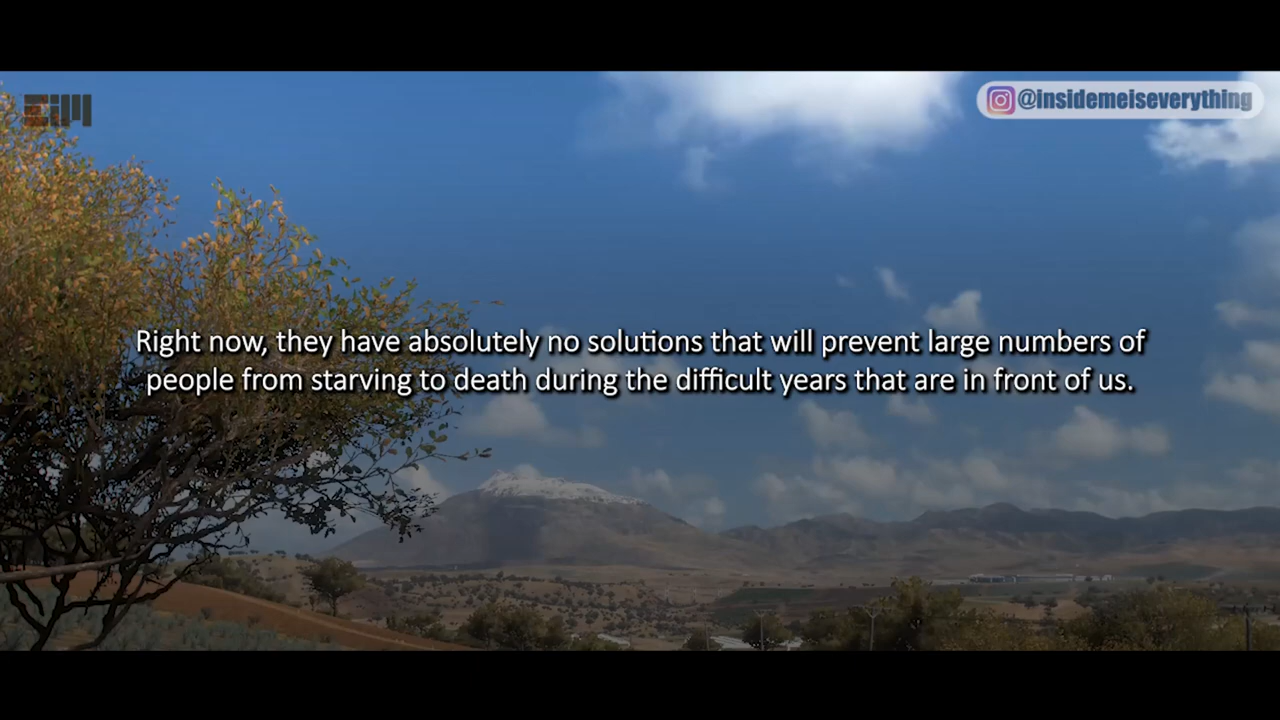 @insidemeiseverything
Right now, they have absolutely no solutions that will prevent large numbers of
people from starving to death during the difficult years that are in front of us.